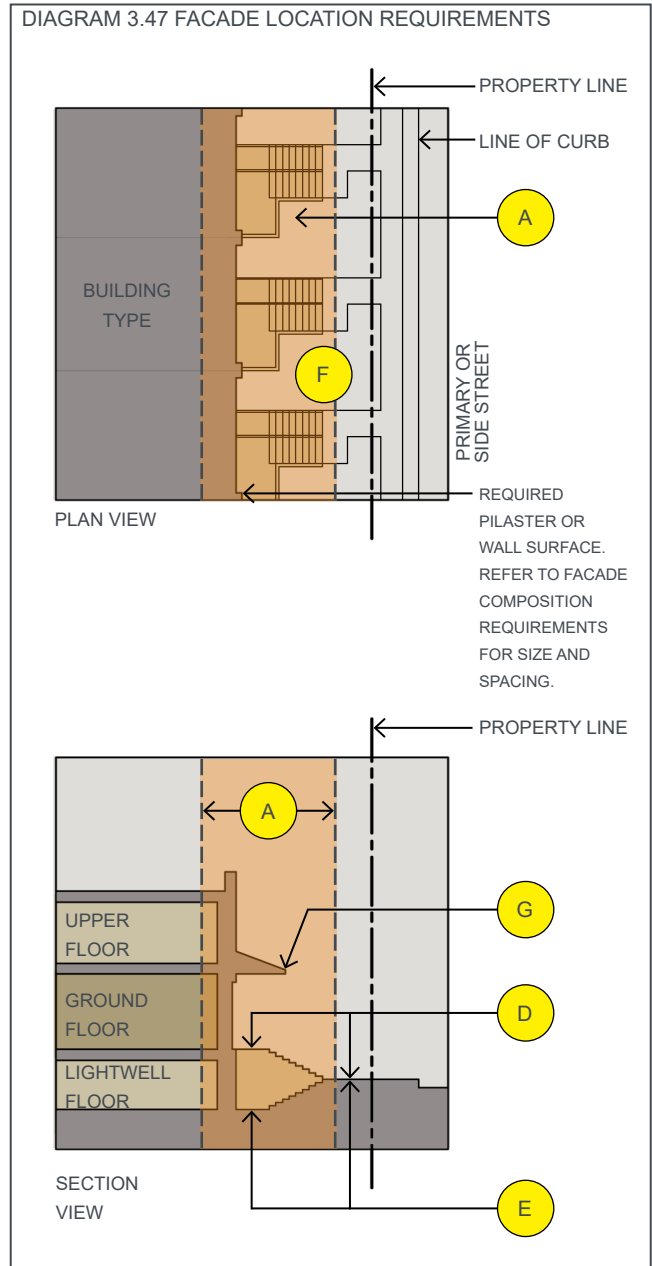 DIAGRAM 3.47 FACADE LOCATION REQUIREMENTS
PROPERTY LINE
LINE OF CURB
A
BUILDING
TYPE
F
PRIMARY OR
SIDE STREET
PLAN VIEW
REQUIRED
PILASTER OR
WALL SURFACE.
REFER TO FACADE
COMPOSITION
REQUIREMENTS
FOR SIZE AND
SPACING.
PROPERTY LINE
A
UPPER
FLOOR
G
GROUND
FLOOR
D
LIGHTWELL
FLOOR
SECTION
VIEW
E